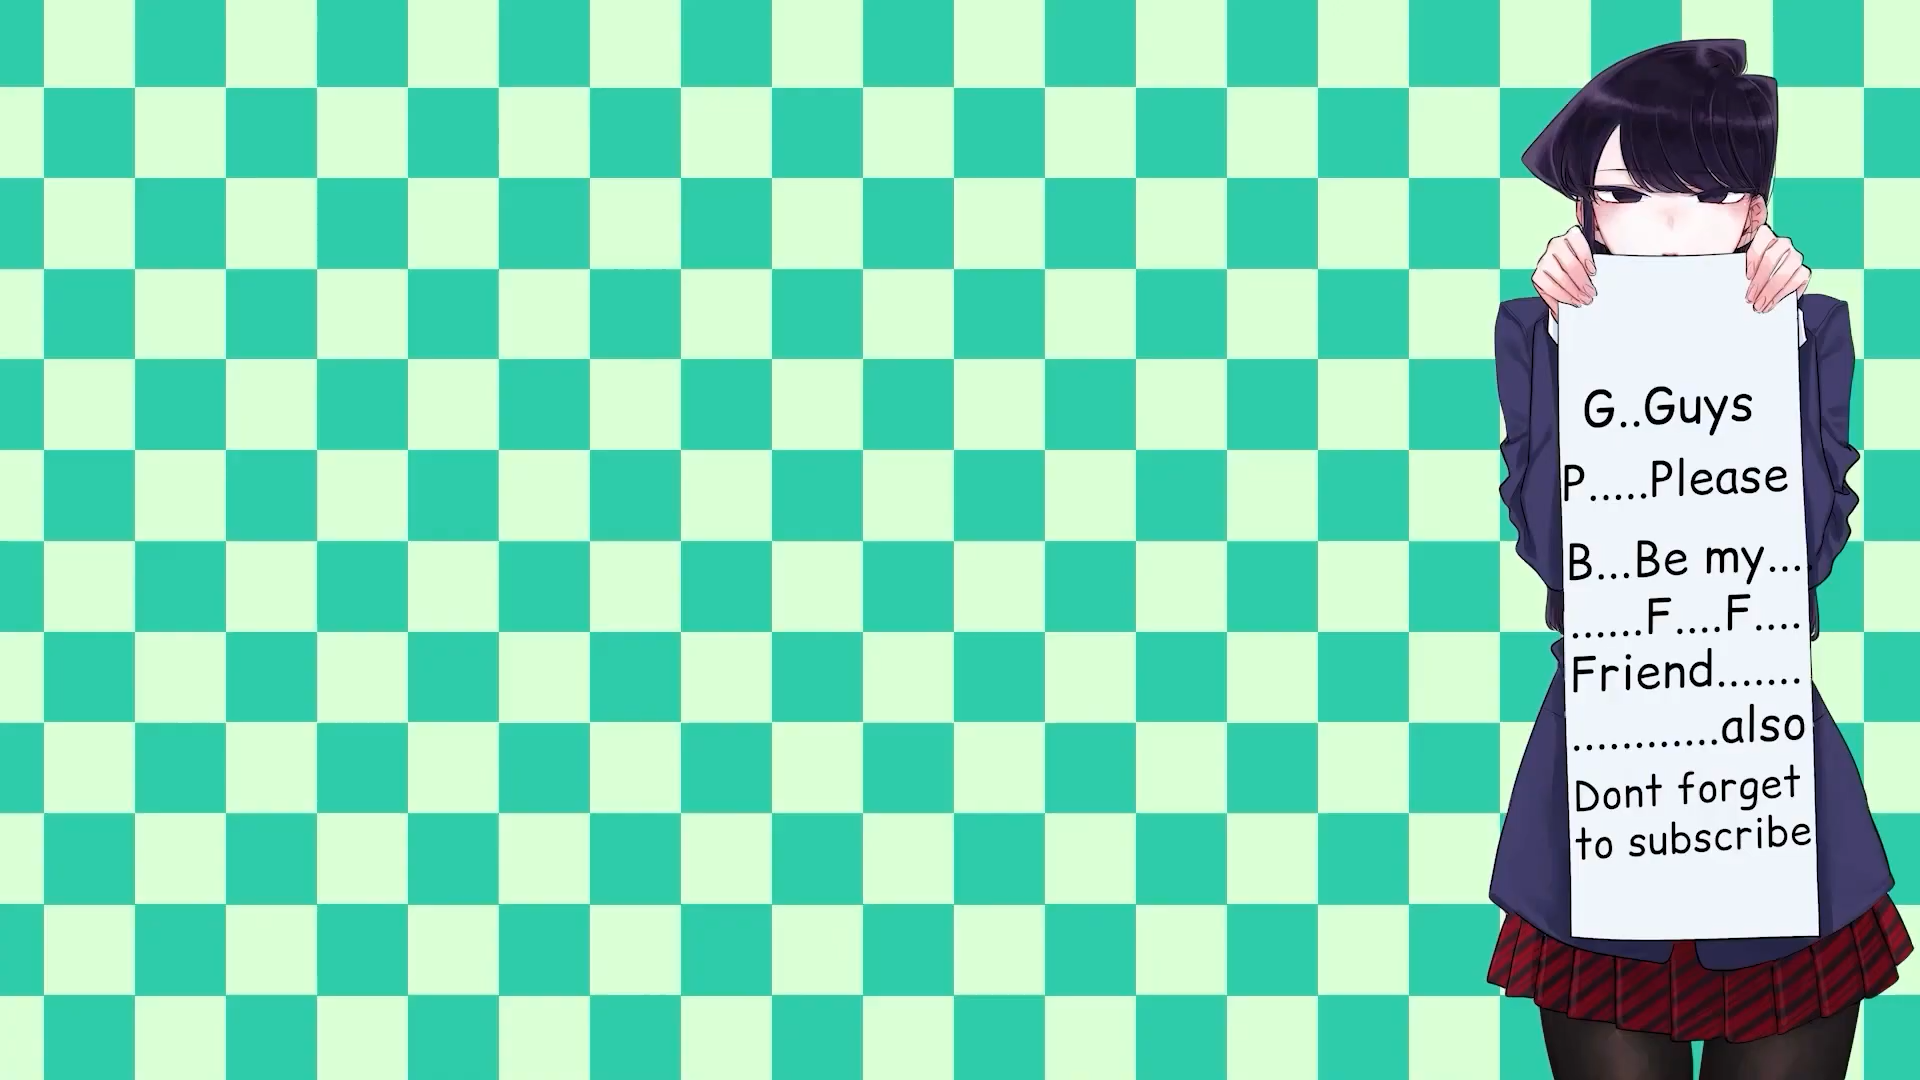 G..Guys
P.....Please
B...Be my....
......F....F....
Friend.......
............also
Dont forget
to subscribe